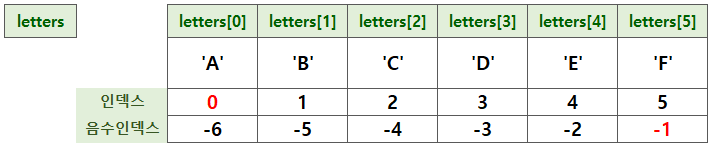 letters letters[0] letters[1] letters[2] letters[3] letters[4] letters[5]
'A' 'B' 'C' 'D' 'E' 'F'
인덱스 0 1 2 3 4 5
음수인덱스 -6 -5 -4 -3 -2 -1